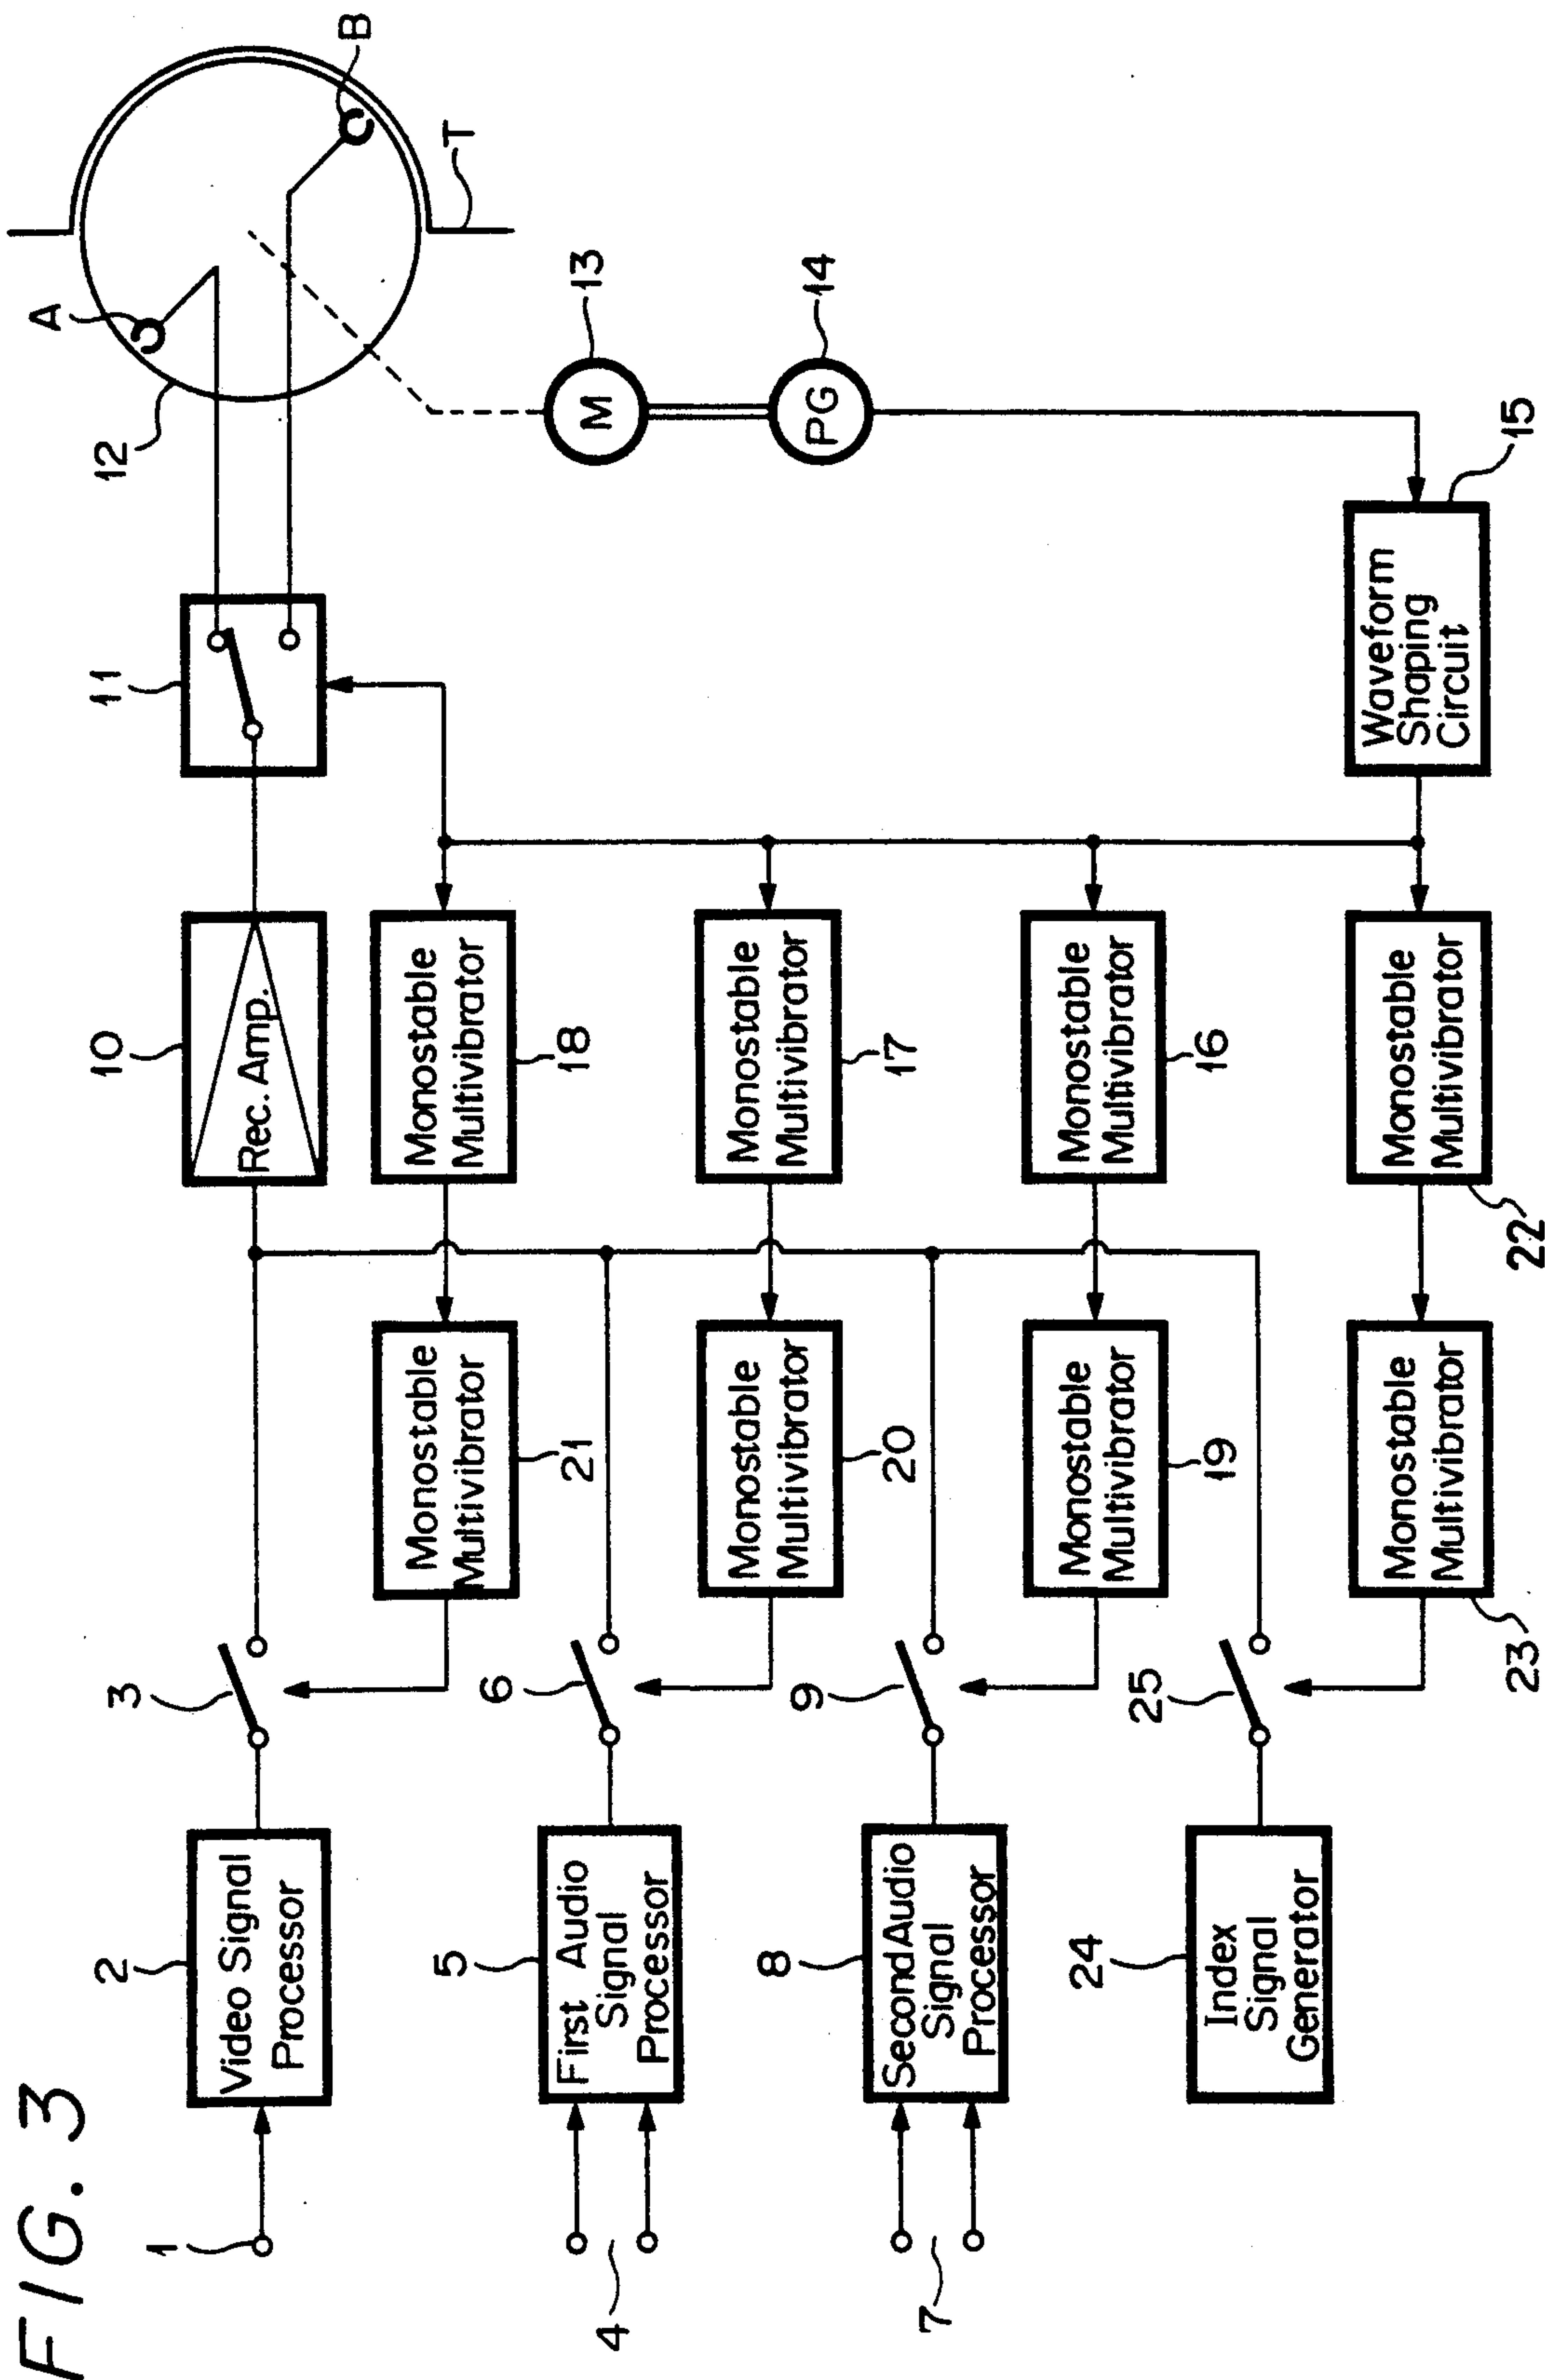 FIG. 3
1
2
Video Signal
Processor
3
10
Rec. Amp.
11
12
A
B
T
13
M
14
PG
15
Waveform
Shaping
Circuit
18
Monostable
Multivibrator
21
Monostable
Multivibrator
4
5
First Audio
Signal
Processor
6
17
Monostable
Multivibrator
20
Monostable
Multivibrator
7
8
Second Audio
Signal
Processor
9
16
Monostable
Multivibrator
19
Monostable
Multivibrator
24
Index
Signal
Generator
25
22
Monostable
Multivibrator
23
Monostable
Multivibrator